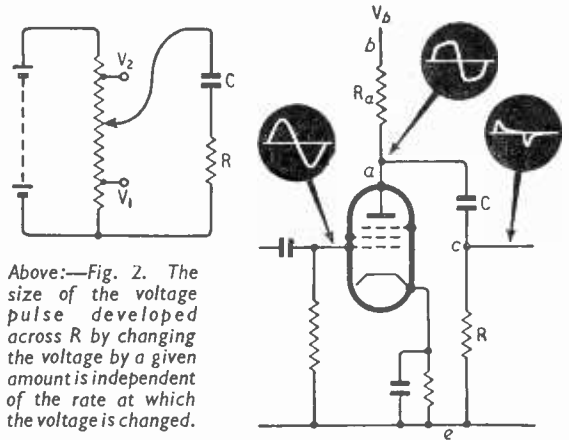 V2
C
R
V1
Above:—Fig. 2. The
size of the voltage
pulse developed
across R by changing
the voltage by a given
amount is independent
of the rate at which
the voltage is changed.
Vb
b
Ra
a
C
c
R
e